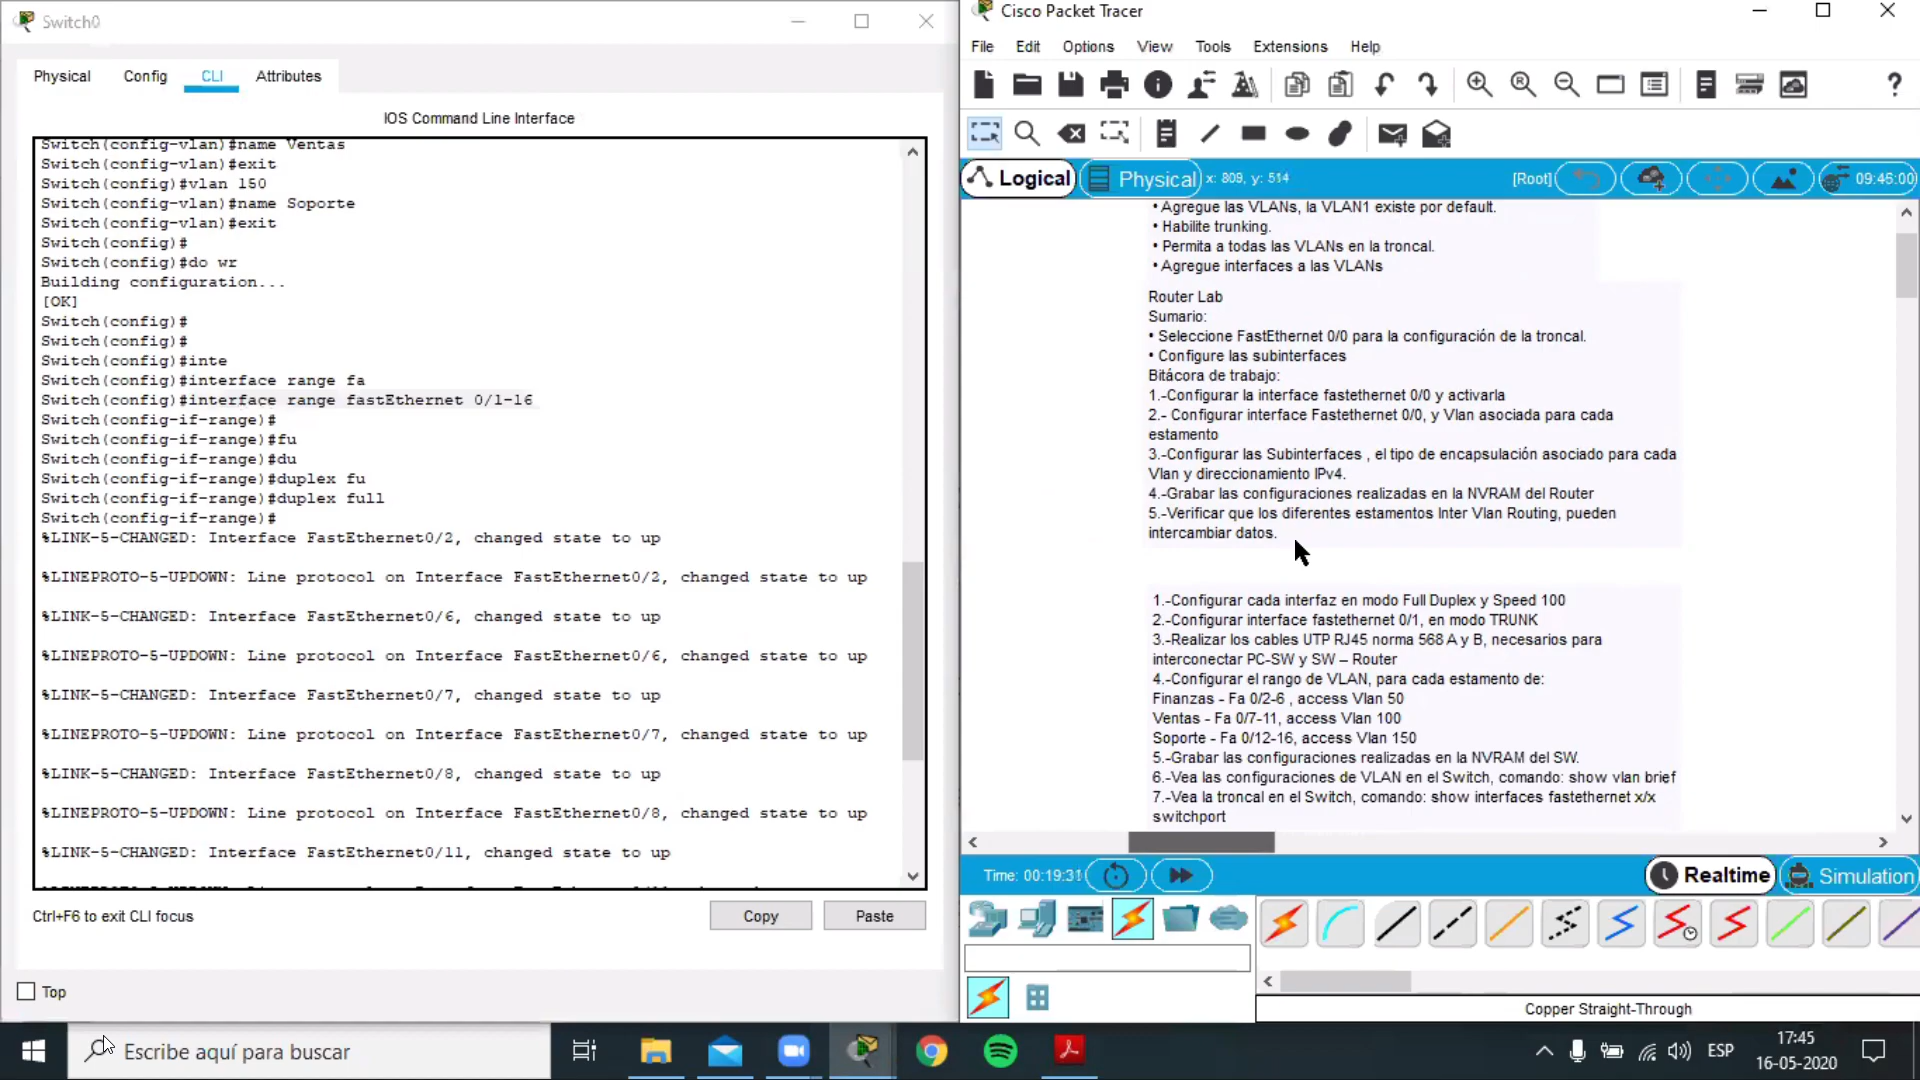 Switch0
Physical Config CLI Attributes
IOS Command Line Interface
Switch(config-vlan)#name Ventas
Switch(config-vlan)#exit
Switch(config)#vlan 150
Switch(config-vlan)#name Soporte
Switch(config-vlan)#exit
Switch(config)#
Switch(config)#do wr
Building configuration...
[OK]
Switch(config)#
Switch(config)#
Switch(config)#inte
Switch(config)#interface range fa
Switch(config)#interface range fastEthernet 0/1-16
Switch(config-if-range)#
Switch(config-if-range)#fu
Switch(config-if-range)#du
Switch(config-if-range)#duplex fu
Switch(config-if-range)#duplex full
Switch(config-if-range)#
%LINK-5-CHANGED: Interface FastEthernet0/2, changed state to up
%LINEPROTO-5-UPDOWN: Line protocol on Interface FastEthernet0/2, changed state to up
%LINK-5-CHANGED: Interface FastEthernet0/6, changed state to up
%LINEPROTO-5-UPDOWN: Line protocol on Interface FastEthernet0/6, changed state to up
%LINK-5-CHANGED: Interface FastEthernet0/7, changed state to up
%LINEPROTO-5-UPDOWN: Line protocol on Interface FastEthernet0/7, changed state to up
%LINK-5-CHANGED: Interface FastEthernet0/8, changed state to up
%LINEPROTO-5-UPDOWN: Line protocol on Interface FastEthernet0/8, changed state to up
%LINK-5-CHANGED: Interface FastEthernet0/11, changed state to up
Ctrl+F6 to exit CLI focus
Copy
Paste
Top
Cisco Packet Tracer
File Edit Options View Tools Extensions Help
?
Logical Physical x: 809, y: 514 [Root] 09:46:00
• Agregue las VLANs, la VLAN1 existe por default.
• Habilite trunking.
• Permita a todas las VLANs en la troncal.
• Agregue interfaces a las VLANs
Router Lab
Sumario:
• Seleccione FastEthernet 0/0 para la configuración de la troncal.
• Configure las subinterfaces
Bitácora de trabajo:
1.-Configurar la interface fastethernet 0/0 y activarla
2.- Configurar interface Fastethernet 0/0, y Vlan asociada para cada
estamento
3.-Configurar las Subinterfaces , el tipo de encapsulación asociado para cada
Vlan y direccionamiento IPv4.
4.-Grabar las configuraciones realizadas en la NVRAM del Router
5.-Verificar que los diferentes estamentos Inter Vlan Routing, pueden
intercambiar datos.
1.-Configurar cada interfaz en modo Full Duplex y Speed 100
2.-Configurar interface fastethernet 0/1, en modo TRUNK
3.-Realizar los cables UTP RJ45 norma 568 A y B, necesarios para
interconectar PC-SW y SW – Router
4.-Configurar el rango de VLAN, para cada estamento de:
Finanzas - Fa 0/2-6 , access Vlan 50
Ventas - Fa 0/7-11, access Vlan 100
Soporte - Fa 0/12-16, access Vlan 150
5.-Grabar las configuraciones realizadas en la NVRAM del SW.
6.-Vea las configuraciones de VLAN en el Switch, comando: show vlan brief
7.-Vea la troncal en el Switch, comando: show interfaces fastethernet x/x
switchport
Time: 00:19:31
Realtime Simulation
Copper Straight-Through
Escribe aquí para buscar
ESP
17:45
16-05-2020